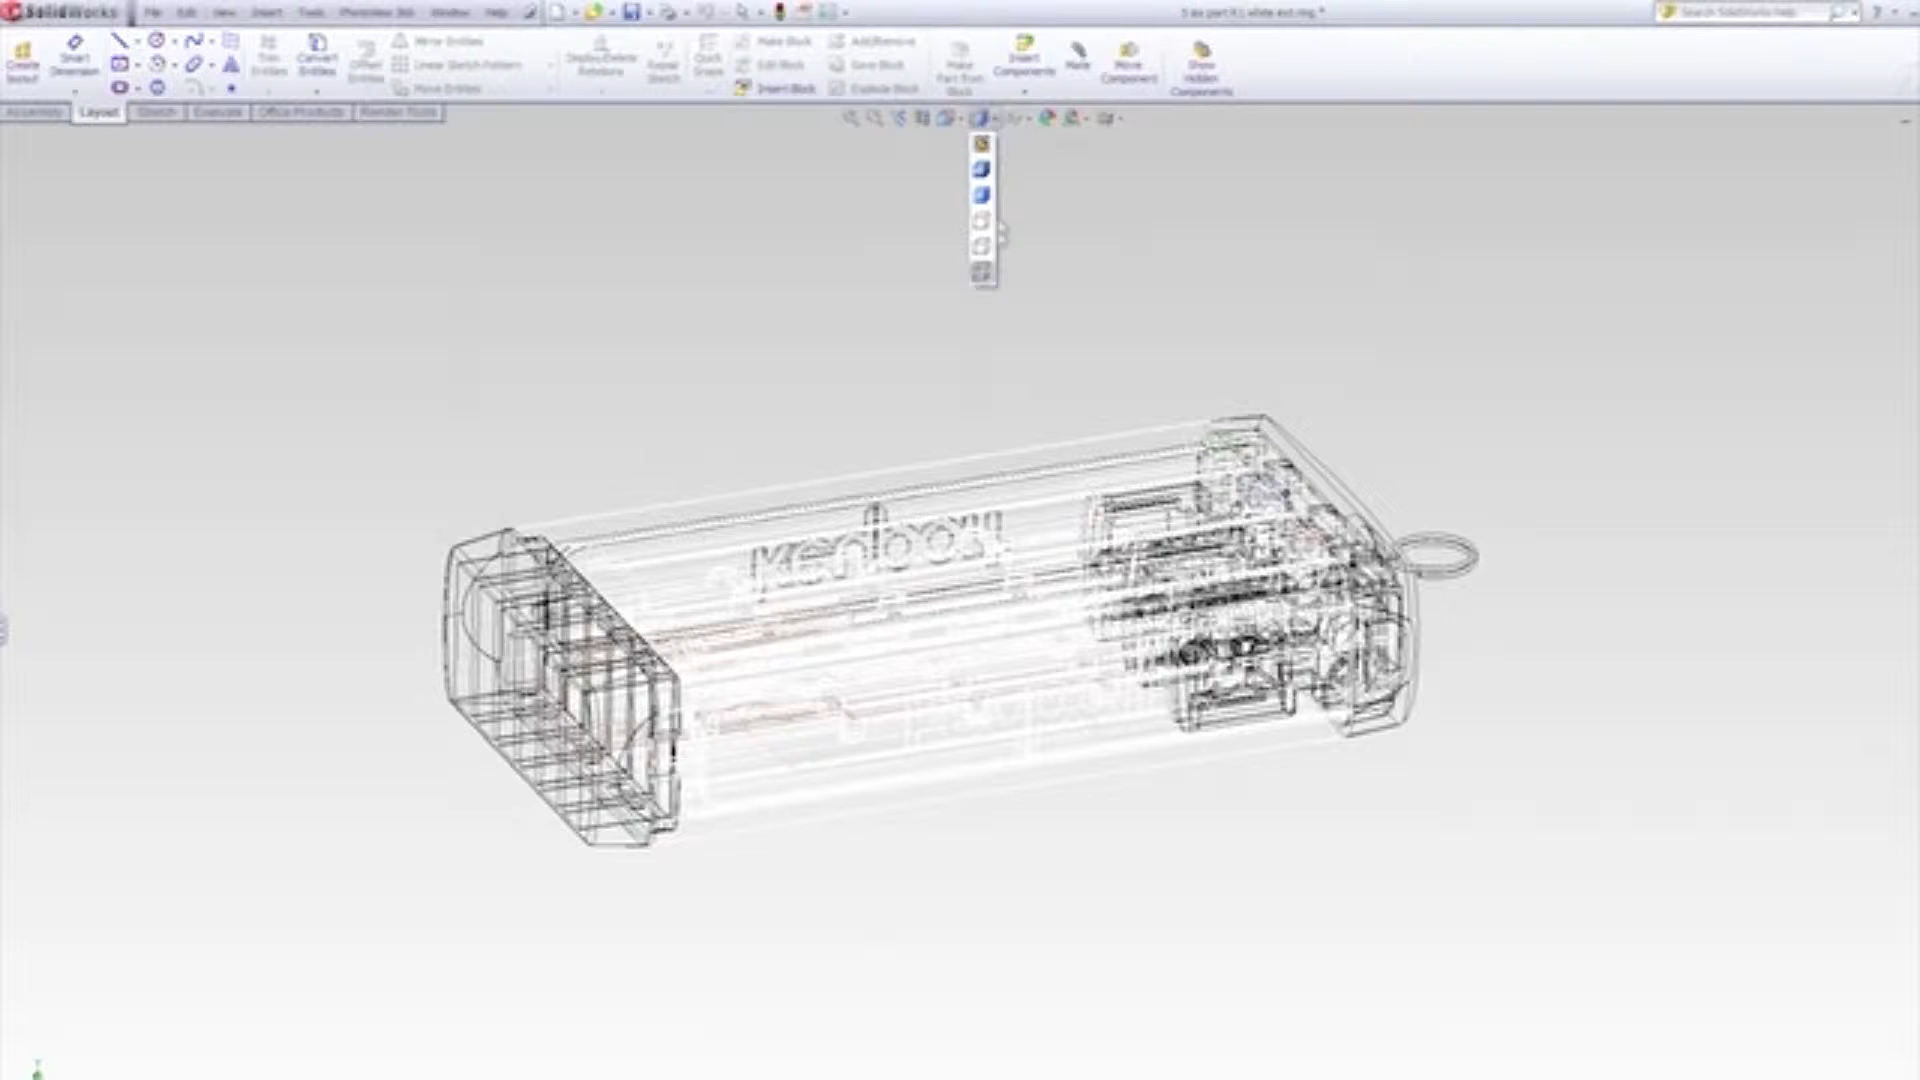 SolidWorks
File Edit View Insert Tools PhotoView 360 Window Help
Search SolidWorks Help
Create Layout
Smart Dimension
Trim Entities
Convert Entities
Offset Entities
Mirror Entities
Linear Sketch Pattern
Move Entities
Display/Delete Relations
Repair Sketch
Quick Snaps
Make Block
Edit Block
Insert Block
Add/Remove
Save Block
Explode Block
Make Part from Block
Insert Components
Mate
Move Component
Show Hidden Components
Assembly Layout Sketch Evaluate Office Products Render Tools